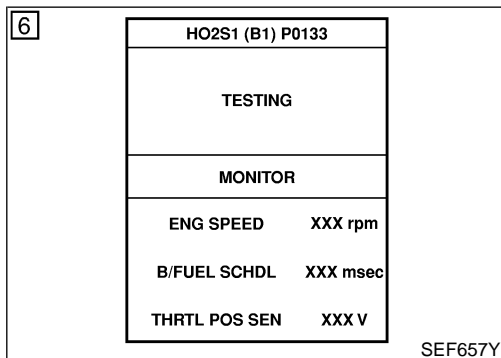 6
HO2S1 (B1) P0133
TESTING
MONITOR
ENG SPEED XXX rpm
B/FUEL SCHDL XXX msec
THRTL POS SEN XXX V
SEF657Y